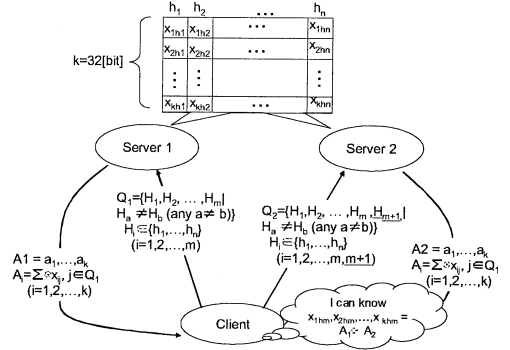 h1 h2 ... hn
k=32[bit]
x1h1 x1h2 ... x1hn
x2h1 x2h2 ... x2hn
⋮ ⋮ ⋮
xkh1 xkh2 ... xkhn
Server 1
Server 2
Q1={H1,H2, ... ,Hm|
Ha ≠Hb (any a≠ b)}
Hi∈{h1,...,hn}
(i=1,2,...,m)
Q2={H1,H2, ... ,Hm,Hm+1,|
Ha ≠Hb (any a≠ b)}
Hi∈{h1,...,hn}
(i=1,2,...,m,m+1)
A1 = a1,...,ak
Ai=Σ⊕xij, j∈Q1
(i=1,2,...,k)
A2 = a1,...,ak
Ai=Σ⊕xij, j∈Q1
(i=1,2,...,k)
Client
I can know
x1hm,x2hm,...,x khm =
A1⊕ A2